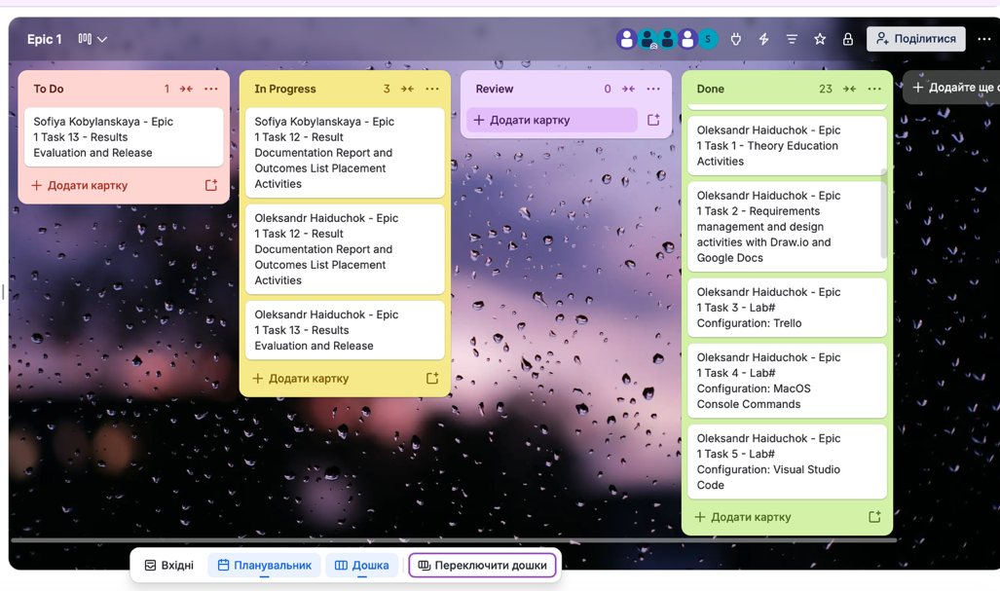 Epic 1
S
Поділитися
To Do
1
Sofiya Kobylanskaya - Epic
1 Task 13 - Results
Evaluation and Release
Додати картку
In Progress
3
Sofiya Kobylanskaya - Epic
1 Task 12 - Result
Documentation Report and
Outcomes List Placement
Activities
Oleksandr Haiduchok - Epic
1 Task 12 - Result
Documentation Report and
Outcomes List Placement
Activities
Oleksandr Haiduchok - Epic
1 Task 13 - Results
Evaluation and Release
Додати картку
Review
0
Додати картку
Done
23
Oleksandr Haiduchok - Epic
1 Task 1 - Theory Education
Activities
Oleksandr Haiduchok - Epic
1 Task 2 - Requirements
management and design
activities with Draw.io and
Google Docs
Oleksandr Haiduchok - Epic
1 Task 3 - Lab#
Configuration: Trello
Oleksandr Haiduchok - Epic
1 Task 4 - Lab#
Configuration: MacOS
Console Commands
Oleksandr Haiduchok - Epic
1 Task 5 - Lab#
Configuration: Visual Studio
Code
Додати картку
Додайте ще
Вхідні
Планувальник
Дошка
Переключити дошки